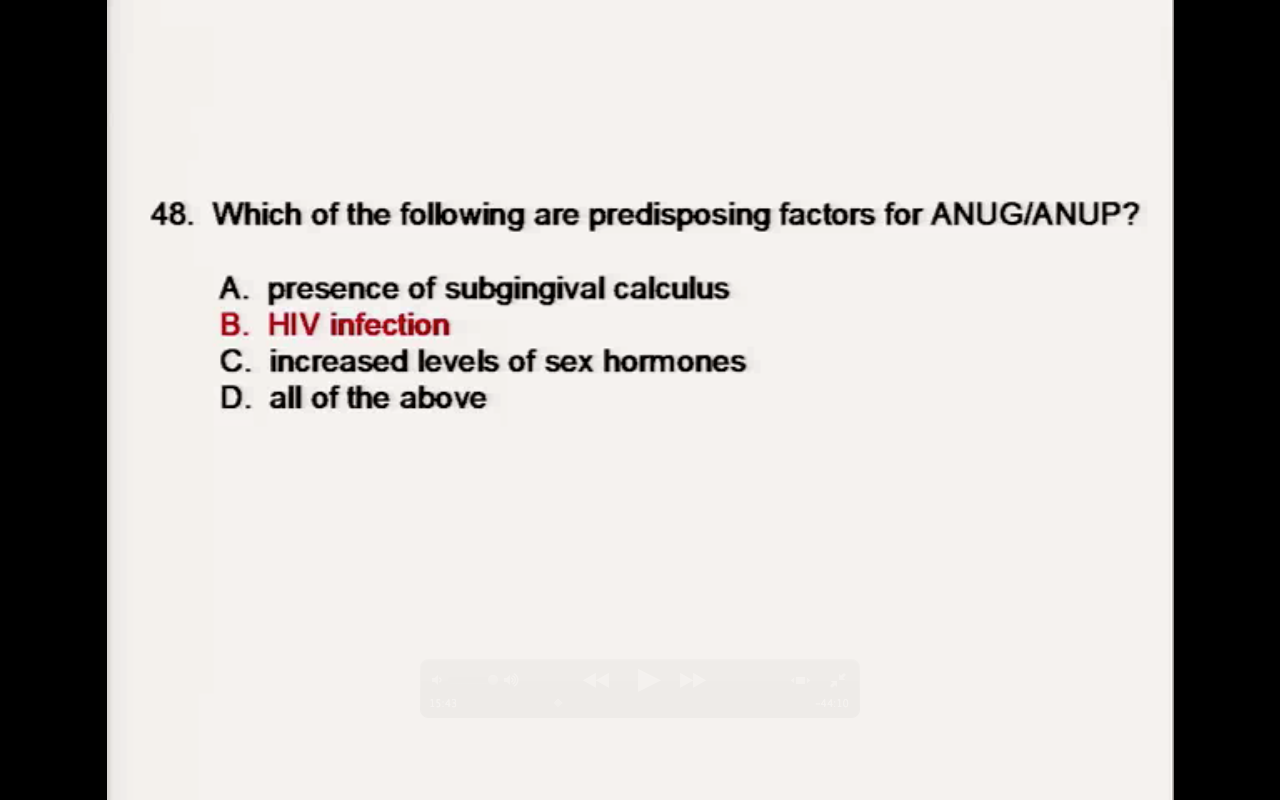 48. Which of the following are predisposing factors for ANUG/ANUP?
A. presence of subgingival calculus
B. HIV infection
C. increased levels of sex hormones
D. all of the above